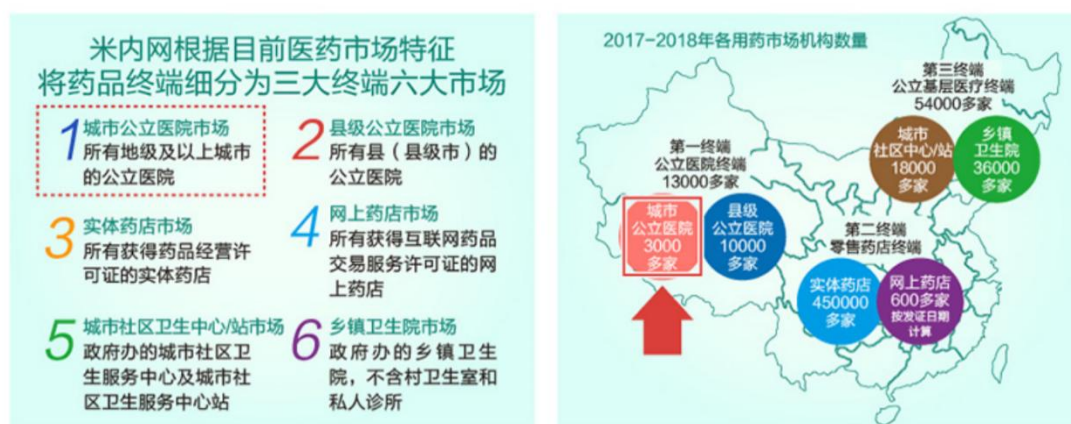 米内网根据目前医药市场特征
将药品终端细分为三大终端六大市场
1 城市公立医院市场
所有地级及以上城市
的公立医院
2 县级公立医院市场
所有县（县级市）的
公立医院
3 实体药店市场
所有获得药品经营许
可证的实体药店
4 网上药店市场
所有获得互联网药品
交易服务许可证的网
上药店
5 城市社区卫生中心/站市场
政府办的城市社区卫
生服务中心及城市社
区卫生服务中心站
6 乡镇卫生院市场
政府办的乡镇卫生
院，不含村卫生室和
私人诊所
2017-2018年各用药市场机构数量
第三终端
公立基层医疗终端
54000多家
城市
社区中心/站
18000
多家
乡镇
卫生院
36000
多家
第一终端
公立医院终端
13000多家
城市
公立医院
3000
多家
县级
公立医院
10000
多家
第二终端
零售药店终端
实体药店
450000
多家
网上药店
600多家
按发证日期
计算